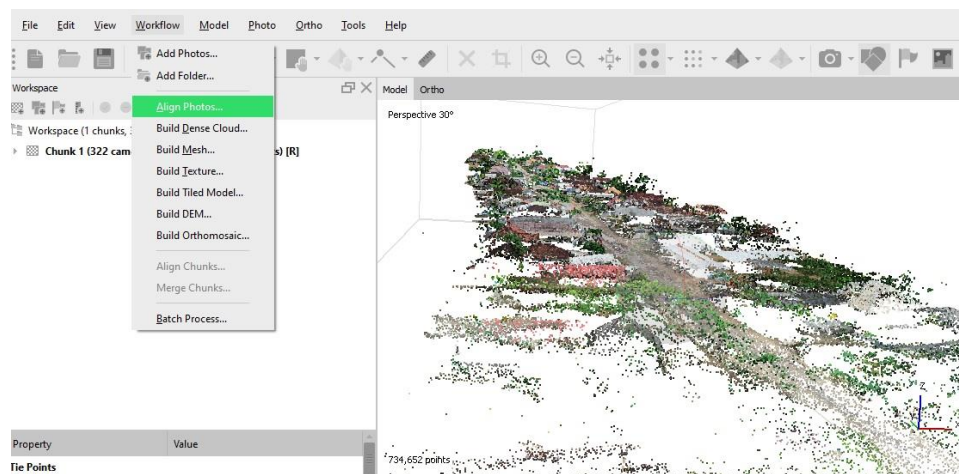 File Edit View Workflow Model Photo Ortho Tools Help
Add Photos...
Add Folder...
Align Photos...
Build Dense Cloud...
Build Mesh...
Build Texture...
Build Tiled Model...
Build DEM...
Build Orthomosaic...
Align Chunks...
Merge Chunks...
Batch Process...
Workspace
Workspace (1 chunks,
Chunk 1 (322 cam s) [R]
Property Value
Tie Points
Model Ortho
Perspective 30°
734,652 points